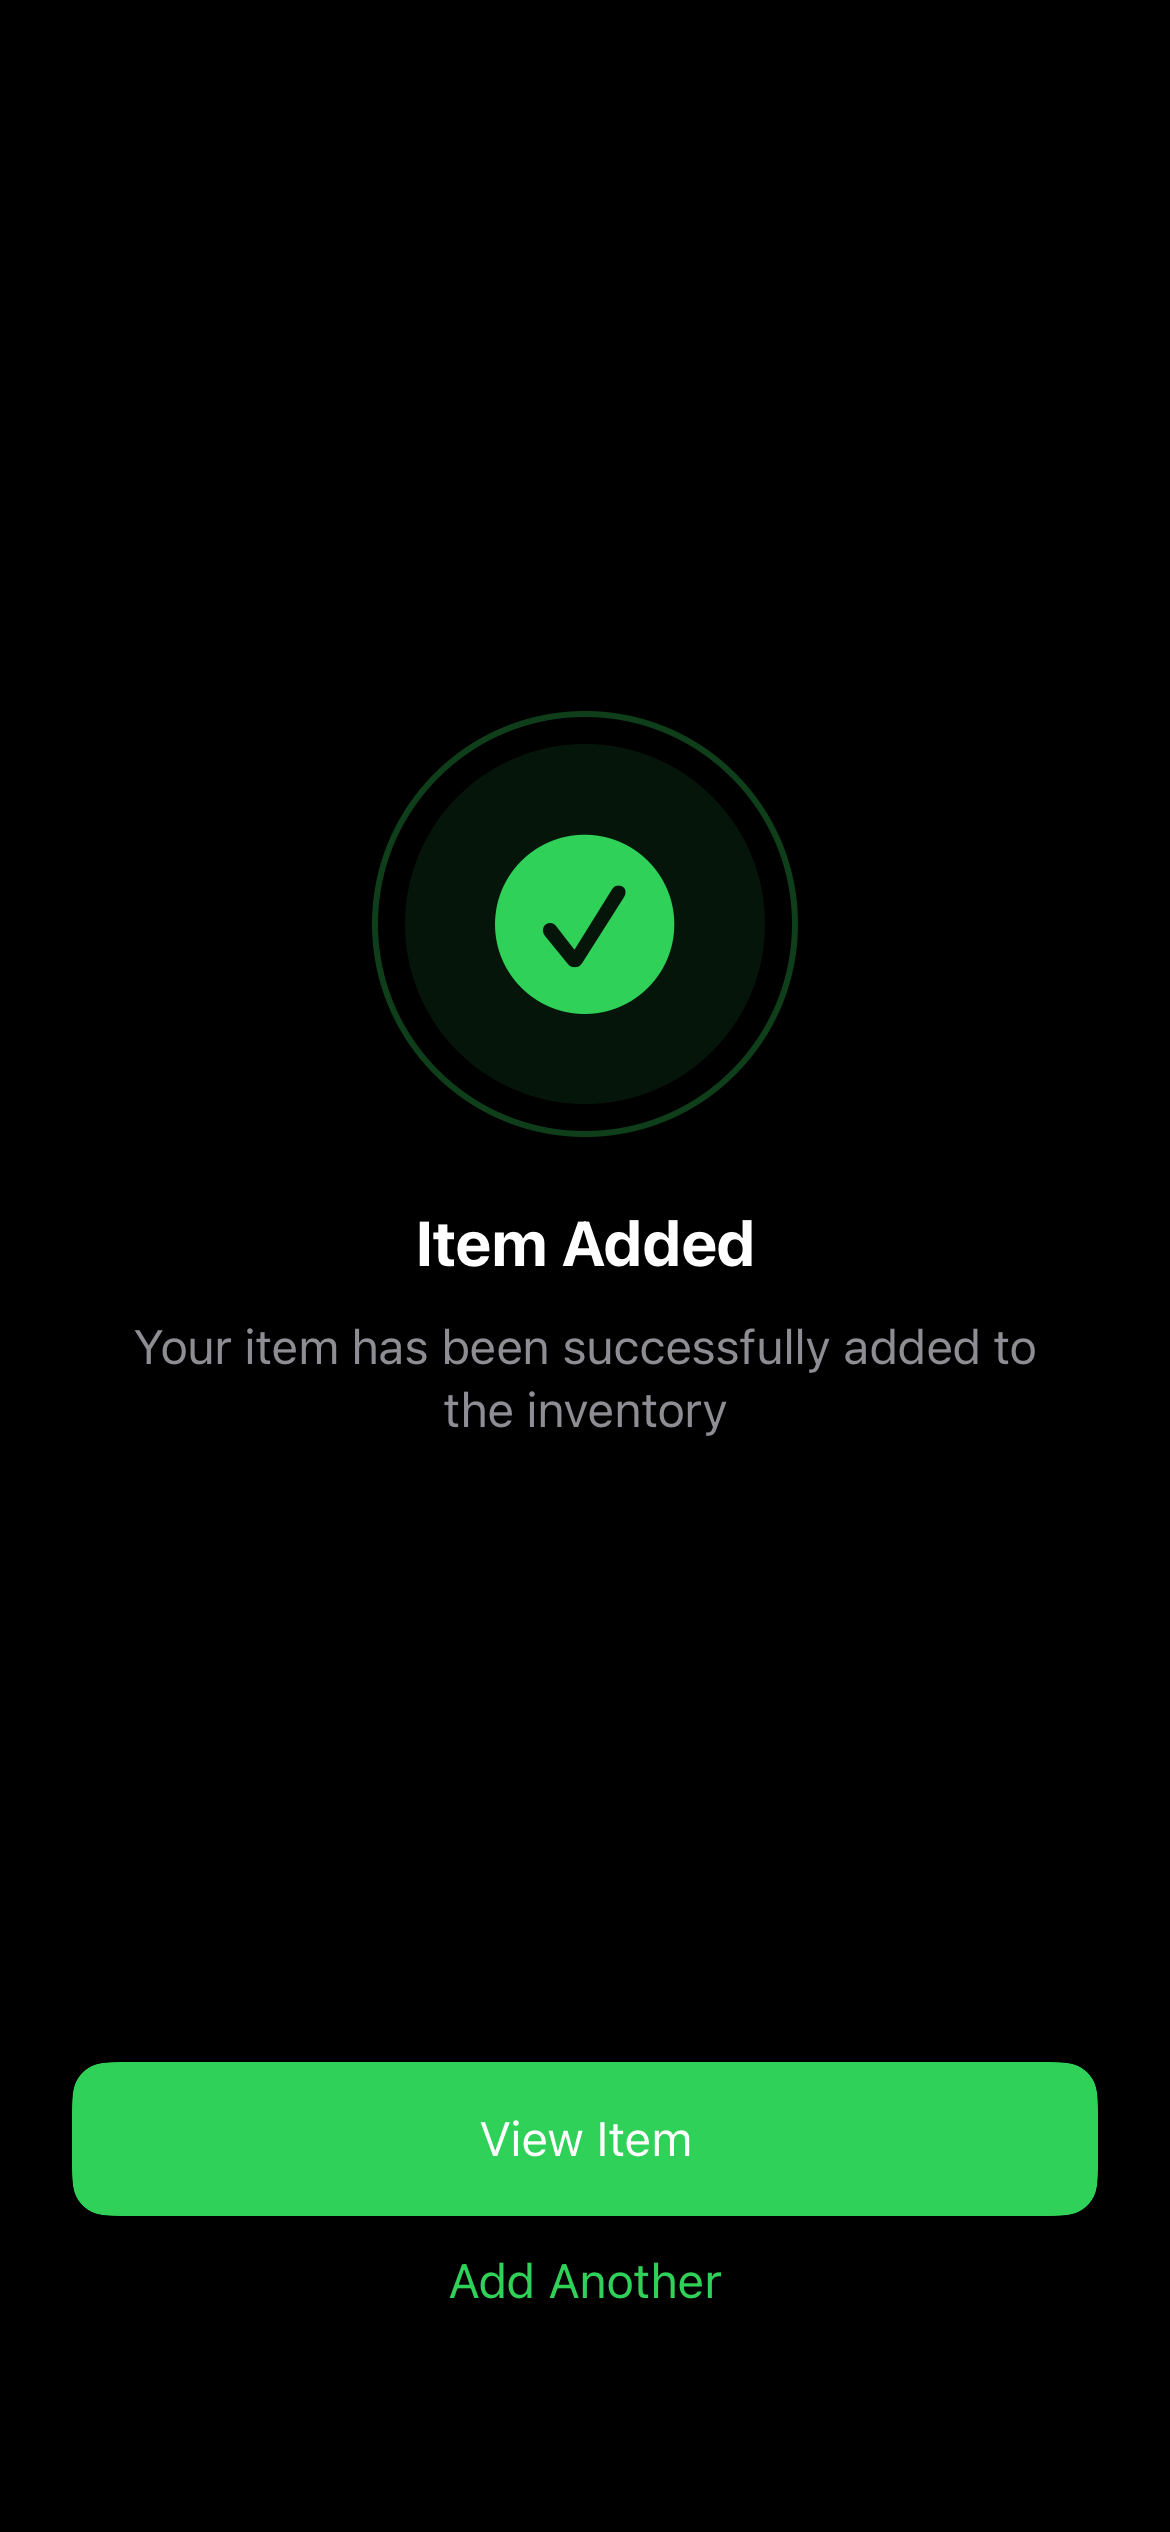 Item Added
Your item has been successfully added to
the inventory
View Item
Add Another